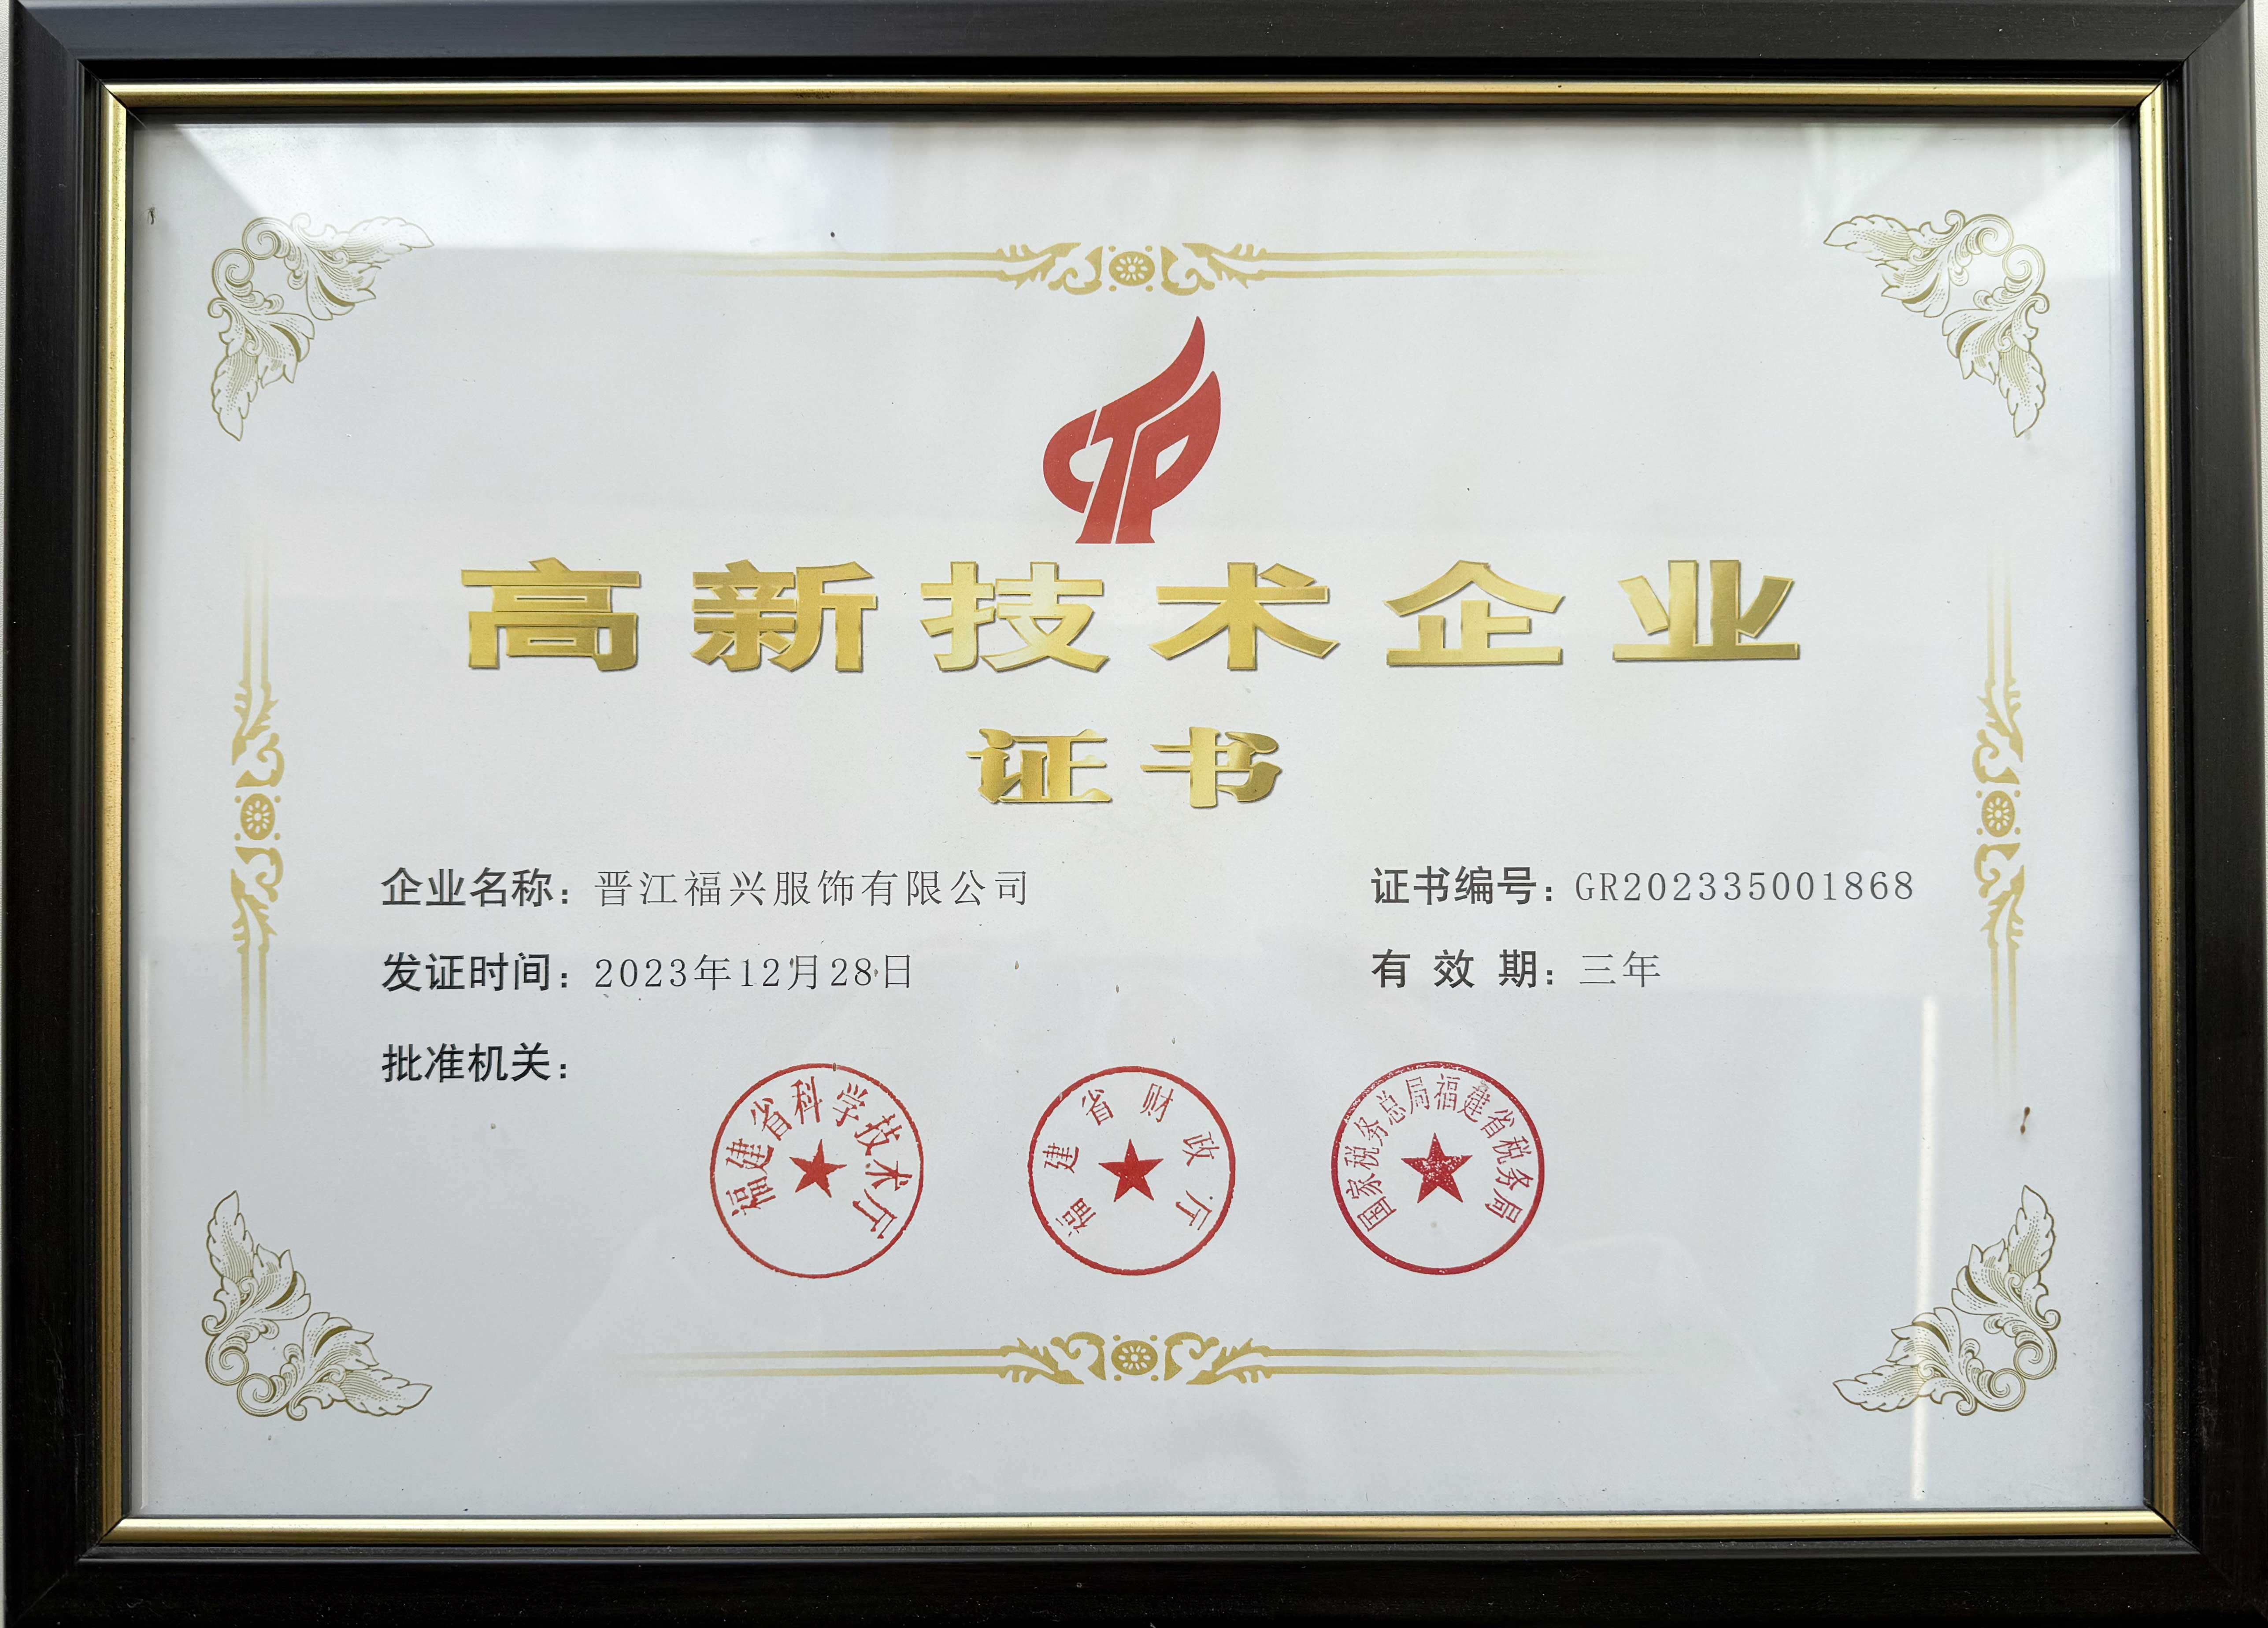 CTP
高新技术企业
证书
企业名称：晋江福兴服饰有限公司
证书编号：GR202335001868
发证时间：2023年12月28日
有效期：三年
批准机关：
福建省科学技术厅
福建省财政厅
国家税务总局福建省税务局